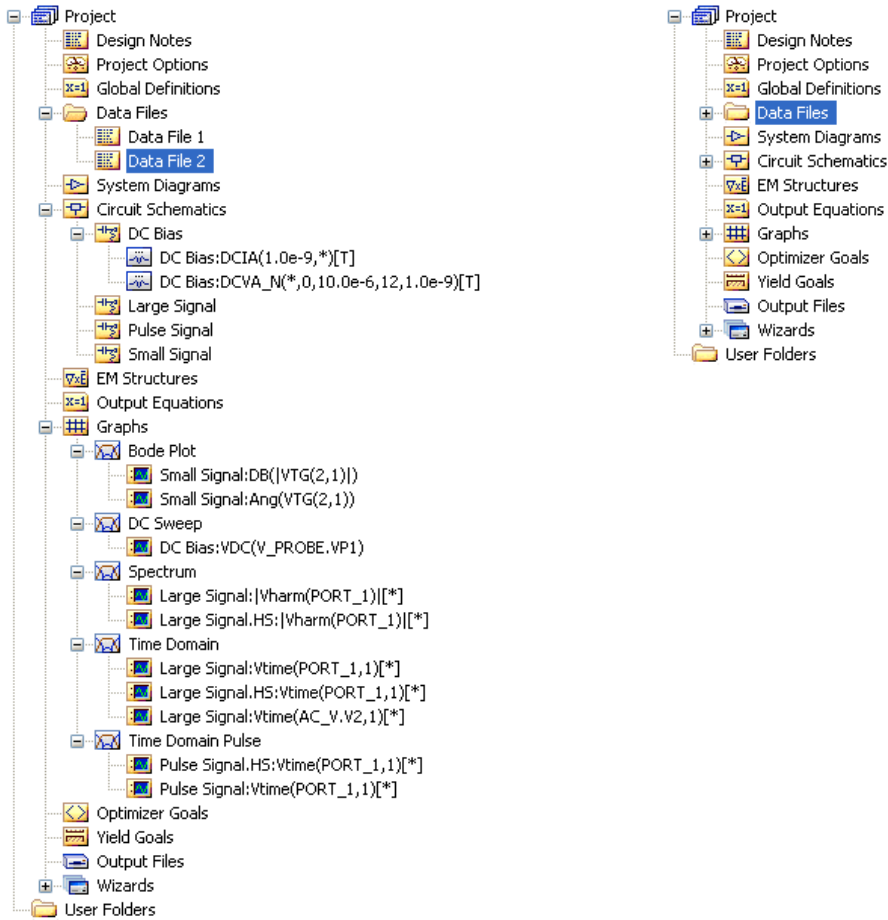 Project
Design Notes
Project Options
Global Definitions
Data Files
Data File 1
Data File 2
System Diagrams
Circuit Schematics
DC Bias
DC Bias:DCIA(1.0e-9,*)[T]
DC Bias:DCVA_N(*,0,10.0e-6,12,1.0e-9)[T]
Large Signal
Pulse Signal
Small Signal
EM Structures
Output Equations
Graphs
Bode Plot
Small Signal:DB(|VTG(2,1)|)
Small Signal:Ang(VTG(2,1))
DC Sweep
DC Bias:VDC(V_PROBE.VP1)
Spectrum
Large Signal:|Vharm(PORT_1)|[*]
Large Signal.HS:|Vharm(PORT_1)|[*]
Time Domain
Large Signal:Vtime(PORT_1,1)[*]
Large Signal.HS:Vtime(PORT_1,1)[*]
Large Signal:Vtime(AC_V.V2,1)[*]
Time Domain Pulse
Pulse Signal.HS:Vtime(PORT_1,1)[*]
Pulse Signal:Vtime(PORT_1,1)[*]
Optimizer Goals
Yield Goals
Output Files
Wizards
User Folders
Project
Design Notes
Project Options
Global Definitions
Data Files
System Diagrams
Circuit Schematics
EM Structures
Output Equations
Graphs
Optimizer Goals
Yield Goals
Output Files
Wizards
User Folders